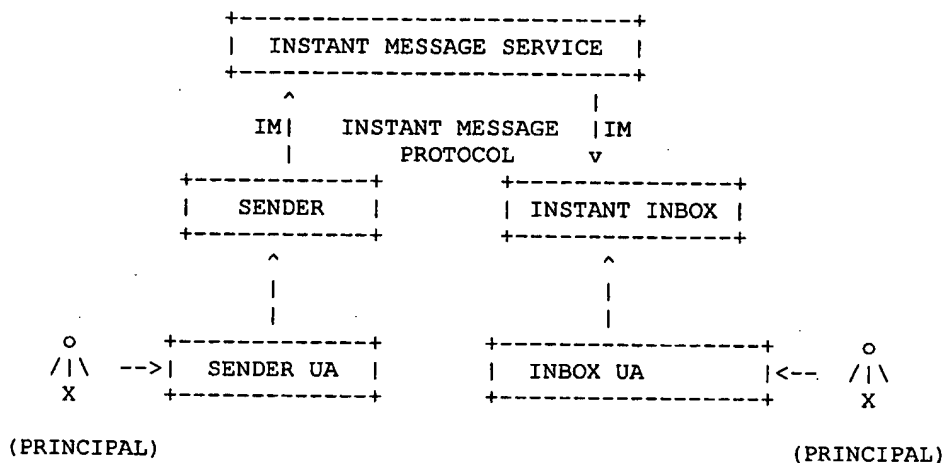 INSTANT MESSAGE SERVICE
IM INSTANT MESSAGE IM
PROTOCOL
SENDER INSTANT INBOX
SENDER UA INBOX UA
X X
(PRINCIPAL) (PRINCIPAL)